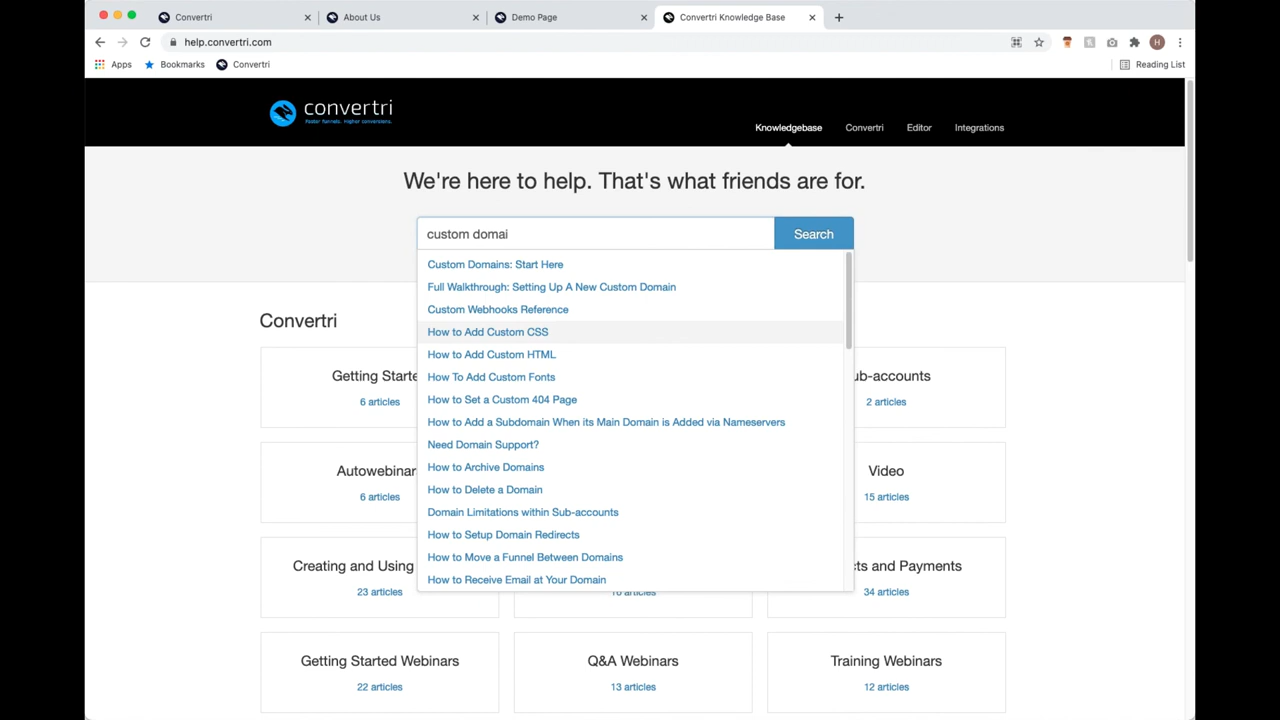 Convertri
About Us
Demo Page
Convertri Knowledge Base
help.convertri.com
H
Apps
Bookmarks
Convertri
Reading List
convertri
Faster funnels. Higher conversions.
Knowledgebase
Convertri
Editor
Integrations
We're here to help. That's what friends are for.
custom domai
Search
Custom Domains: Start Here
Full Walkthrough: Setting Up A New Custom Domain
Custom Webhooks Reference
How to Add Custom CSS
How to Add Custom HTML
How To Add Custom Fonts
How to Set a Custom 404 Page
How to Add a Subdomain When its Main Domain is Added via Nameservers
Need Domain Support?
How to Archive Domains
How to Delete a Domain
Domain Limitations within Sub-accounts
How to Setup Domain Redirects
How to Move a Funnel Between Domains
How to Receive Email at Your Domain
Convertri
Getting Starte
6 articles
ub-accounts
2 articles
Autowebinar
6 articles
Video
15 articles
Creating and Using
23 articles
articles
cts and Payments
34 articles
Getting Started Webinars
22 articles
Q&A Webinars
13 articles
Training Webinars
12 articles